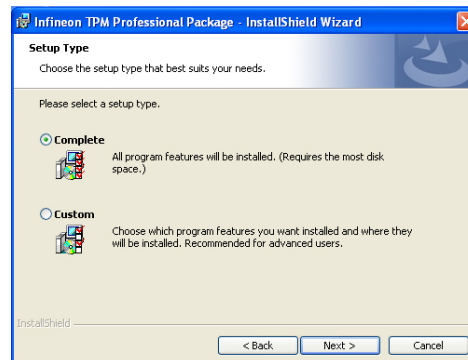 Infineon TPM Professional Package - InstallShield Wizard
Setup Type
Choose the setup type that best suits your needs.
Please select a setup type.
Complete
All program features will be installed. (Requires the most disk
space.)
Custom
Choose which program features you want installed and where they
will be installed. Recommended for advanced users.
InstallShield
< Back
Next >
Cancel